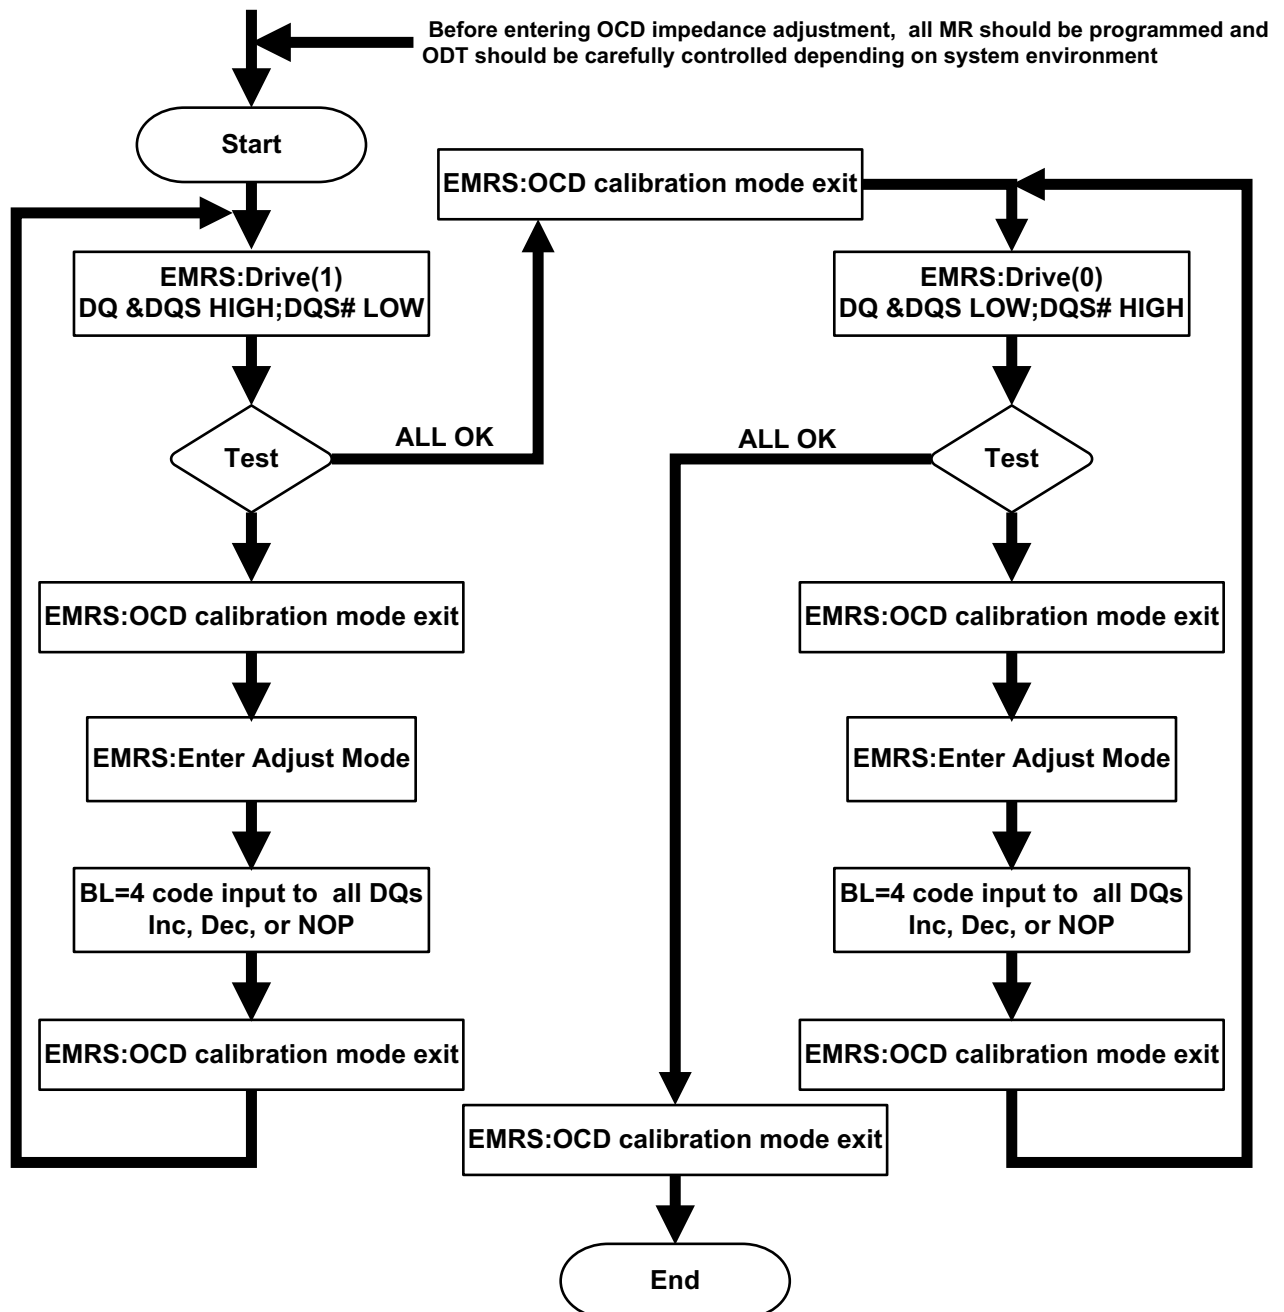 Before entering OCD impedance adjustment, all MR should be programmed and
ODT should be carefully controlled depending on system environment
Start
EMRS:OCD calibration mode exit
EMRS:Drive(1)
DQ &DQS HIGH;DQS# LOW
EMRS:Drive(0)
DQ &DQS LOW;DQS# HIGH
ALL OK
Test
ALL OK
Test
EMRS:OCD calibration mode exit
EMRS:OCD calibration mode exit
EMRS:Enter Adjust Mode
EMRS:Enter Adjust Mode
BL=4 code input to all DQs
Inc, Dec, or NOP
BL=4 code input to all DQs
Inc, Dec, or NOP
EMRS:OCD calibration mode exit
EMRS:OCD calibration mode exit
EMRS:OCD calibration mode exit
End